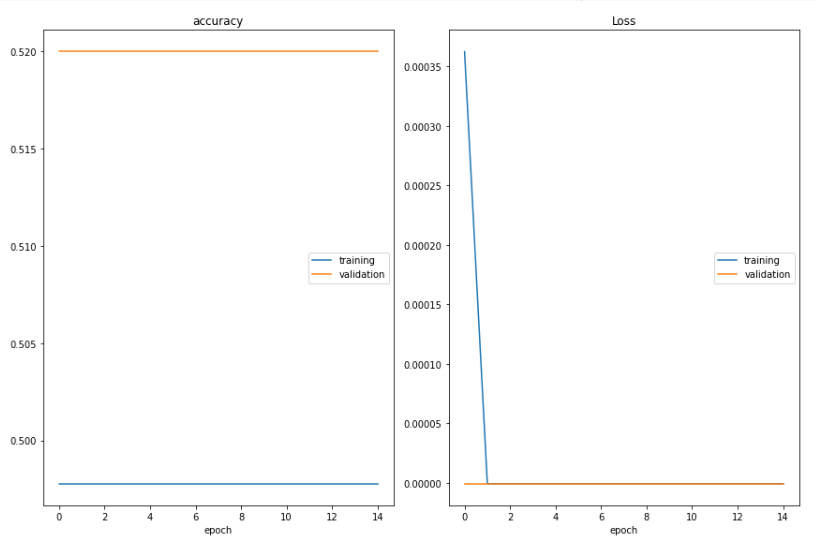 accuracy
0.520
0.515
0.510
0.505
0.500
training
validation
0 2 4 6 8 10 12 14
epoch
Loss
0.00035
0.00030
0.00025
0.00020
0.00015
0.00010
0.00005
0.00000
training
validation
0 2 4 6 8 10 12 14
epoch